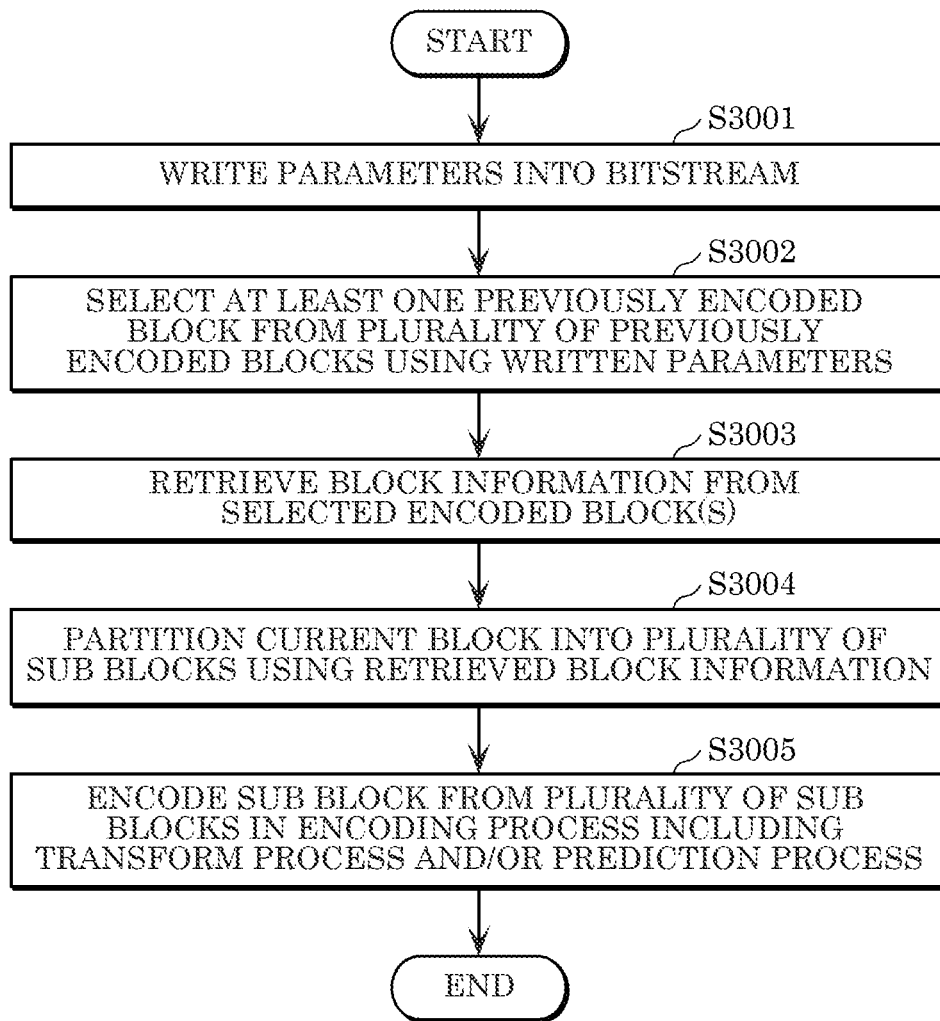 START
S3001
WRITE PARAMETERS INTO BITSTREAM
S3002
SELECT AT LEAST ONE PREVIOUSLY ENCODED
BLOCK FROM PLURALITY OF PREVIOUSLY
ENCODED BLOCKS USING WRITTEN PARAMETERS
S3003
RETRIEVE BLOCK INFORMATION FROM
SELECTED ENCODED BLOCK(S)
S3004
PARTITION CURRENT BLOCK INTO PLURALITY OF
SUB BLOCKS USING RETRIEVED BLOCK INFORMATION
S3005
ENCODE SUB BLOCK FROM PLURALITY OF SUB
BLOCKS IN ENCODING PROCESS INCLUDING
TRANSFORM PROCESS AND/OR PREDICTION PROCESS
END